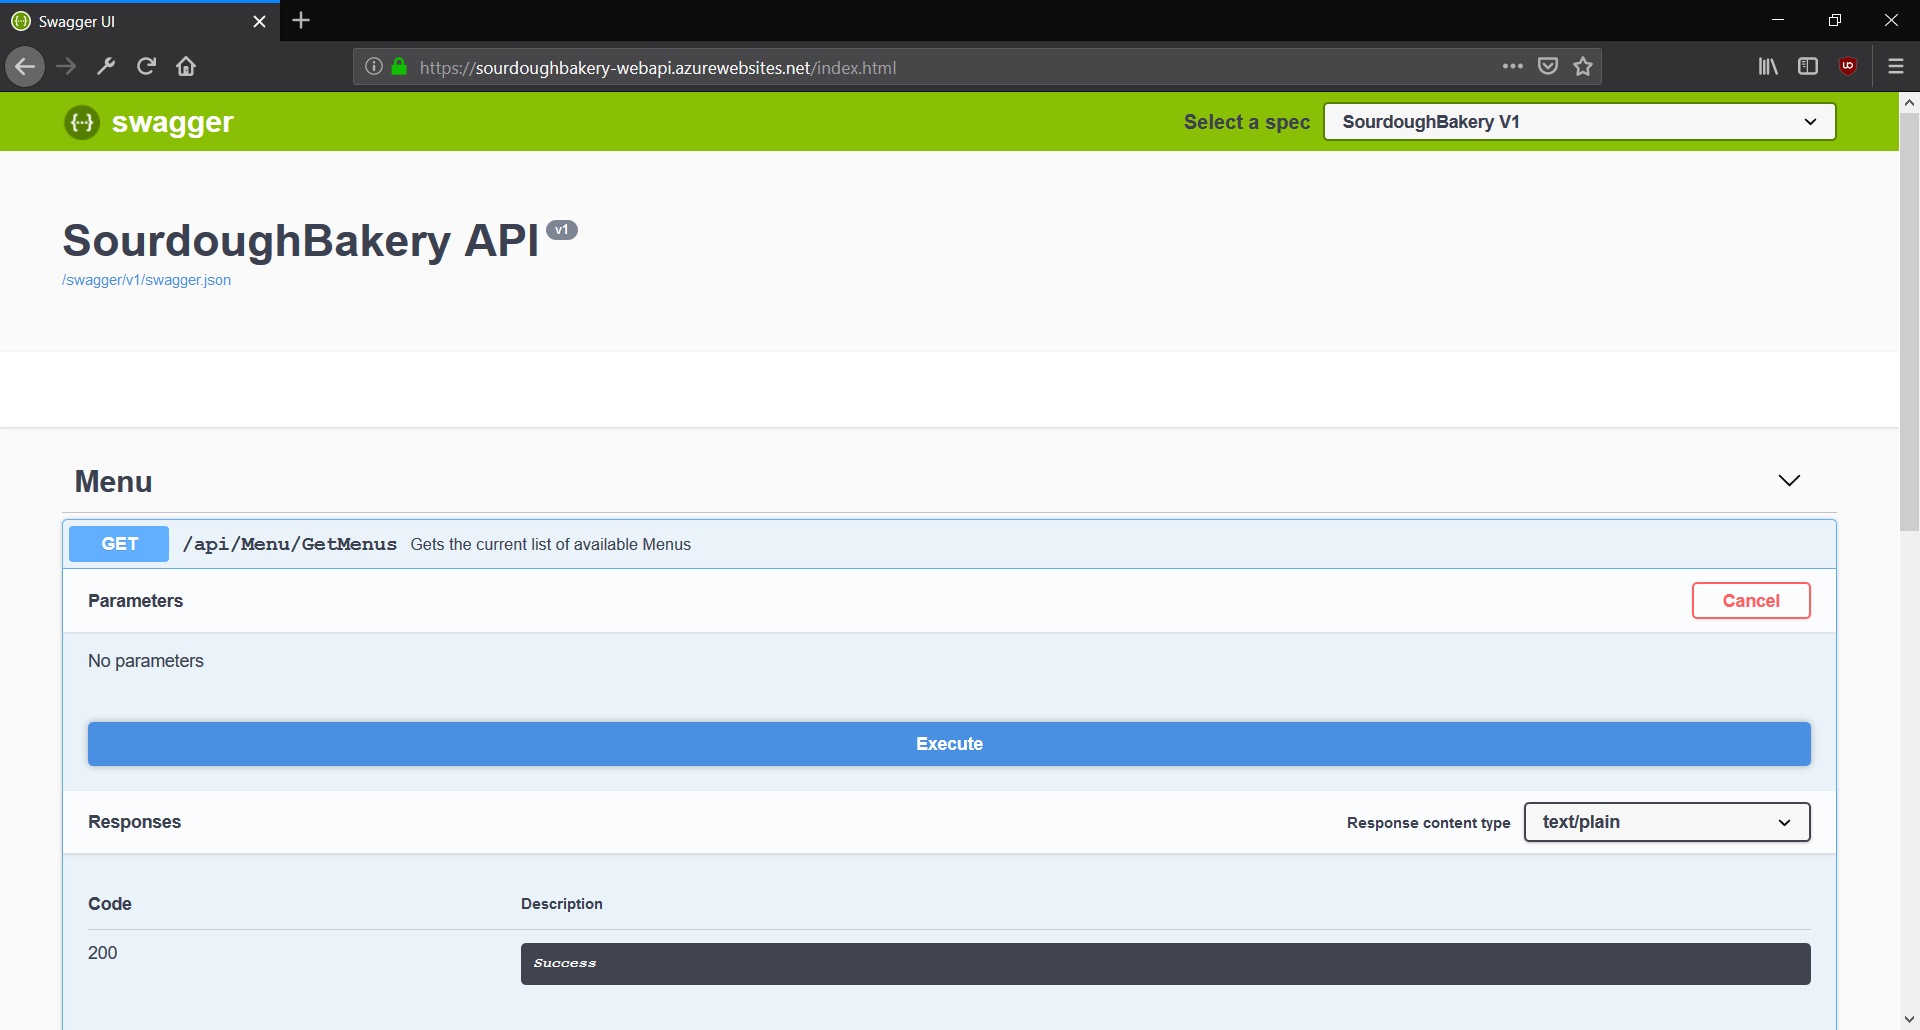 Swagger UI
https://sourdoughbakery-webapi.azurewebsites.net/index.html
swagger
Select a spec
SourdoughBakery V1
SourdoughBakery API v1
/swagger/v1/swagger.json
Menu
GET /api/Menu/GetMenus Gets the current list of available Menus
Parameters
Cancel
No parameters
Execute
Responses
Response content type
text/plain
Code
Description
200
Success